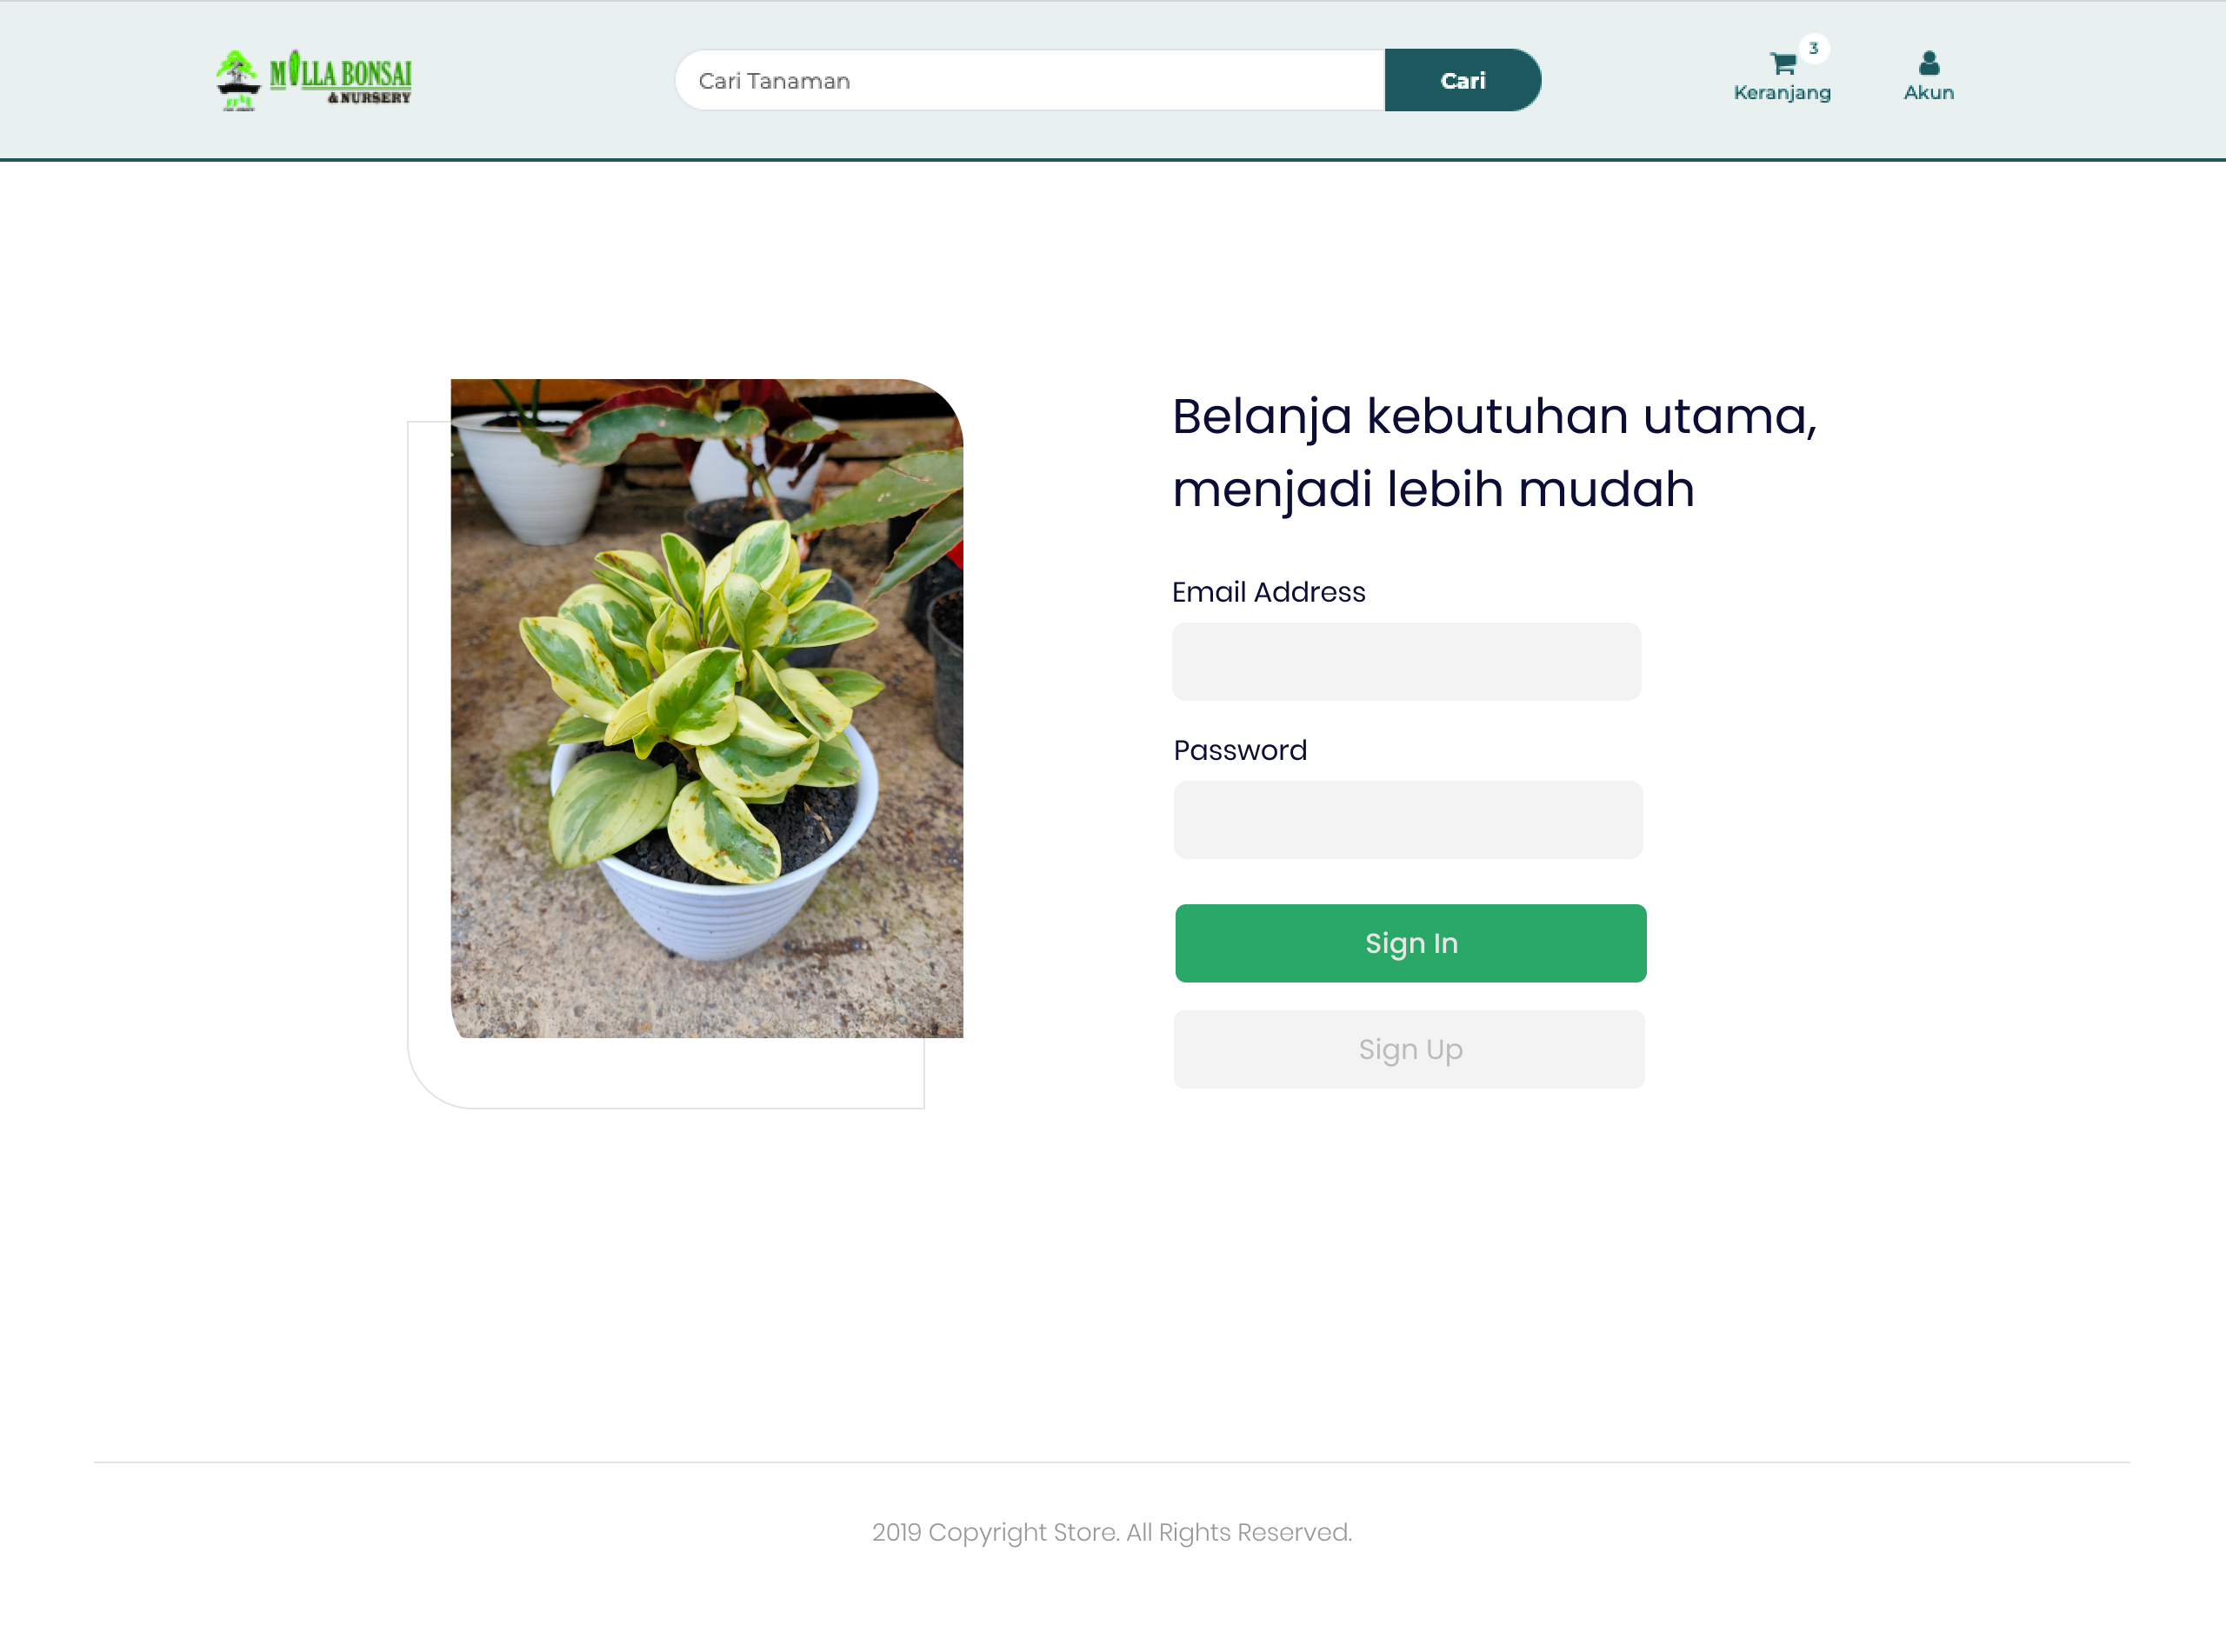 MILLA BONSAI
& NURSERY
Cari Tanaman
Cari
3
Keranjang
Akun
Belanja kebutuhan utama,
menjadi lebih mudah
Email Address
Password
Sign In
Sign Up
2019 Copyright Store. All Rights Reserved.